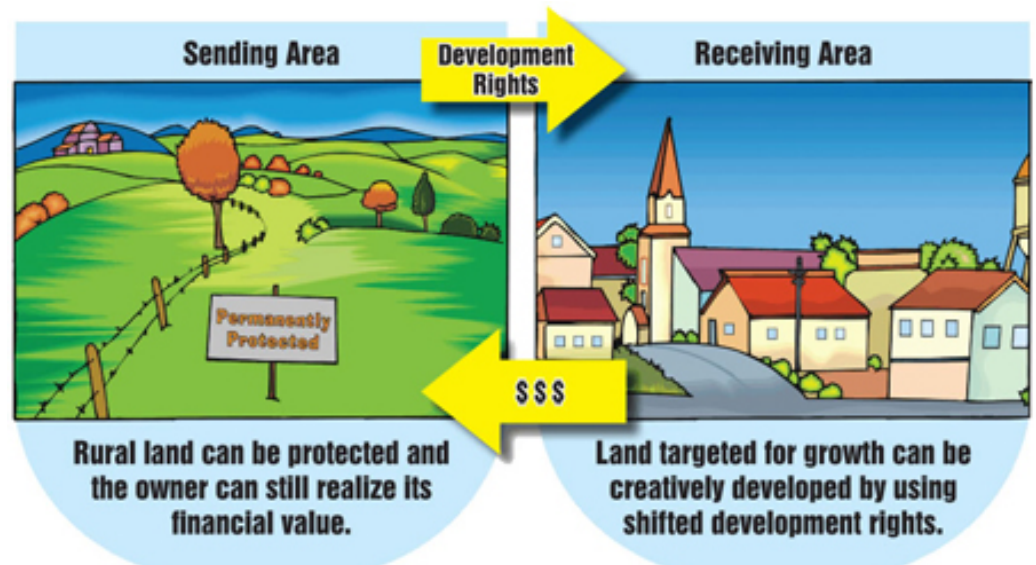 Sending Area
Development
Rights
Receiving Area
Permanently
Protected
$$$
Rural land can be protected and
the owner can still realize its
financial value.
Land targeted for growth can be
creatively developed by using
shifted development rights.